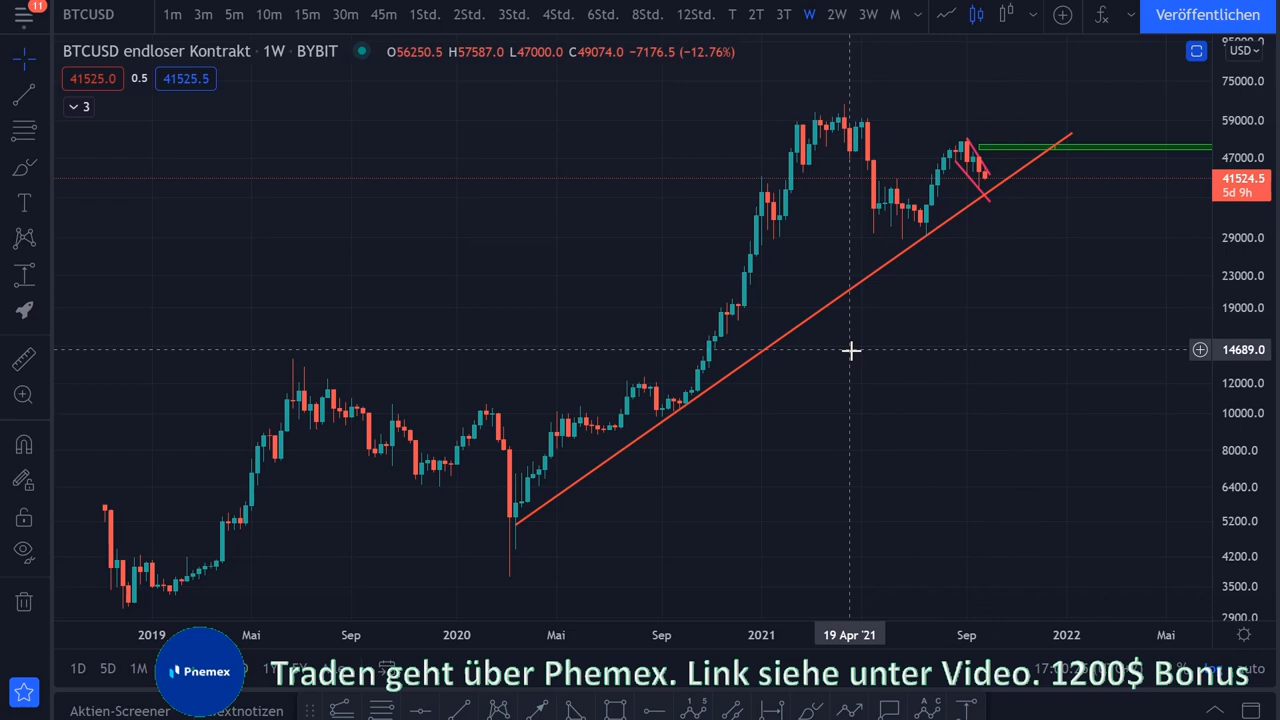 11
1m 3m 5m 10m 15m 30m 45m 1Std. 2Std. 3Std. 4Std. 6Std. 8Std. 12Std. 2T 3T W 2W 3W M Veröffentlichen
BTCUSD endloser Kontrakt · 1W · BYBIT O56250.5 H57587.0 L47000.0 C49074.0 −7176.5 (−12.76%)
USD
41525.0 0.5 41525.5
3
75000.0
59000.0
47000.0
41524.5
5d 9h
29000.0
23000.0
19000.0
14689.0
12000.0
10000.0
8000.0
6400.0
5200.0
4200.0
3500.0
2900.0
2019 Mai Sep 2020 Mai Sep 2021 19 Apr '21 Sep 2022 Mai
1D 5D 1M
Phemex
Traden geht über Phemex. Link siehe unter Video. 1200$ Bonus
Aktien-Screener